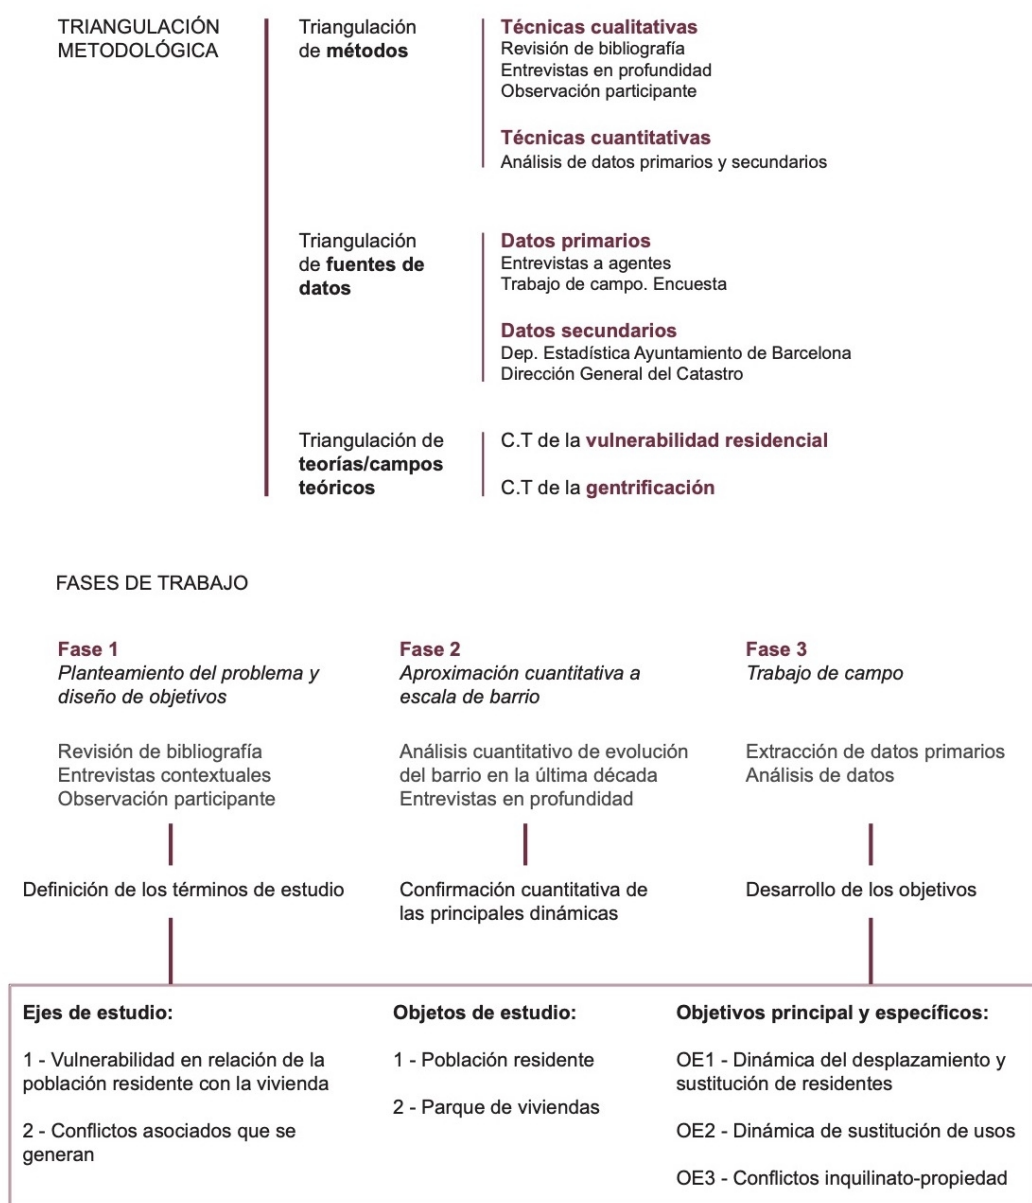 TRIANGULACIÓN
METODOLÓGICA
Triangulación
de métodos
Técnicas cualitativas
Revisión de bibliografía
Entrevistas en profundidad
Observación participante
Técnicas cuantitativas
Análisis de datos primarios y secundarios
Triangulación
de fuentes de
datos
Datos primarios
Entrevistas a agentes
Trabajo de campo. Encuesta
Datos secundarios
Dep. Estadística Ayuntamiento de Barcelona
Dirección General del Catastro
Triangulación de
teorías/campos
teóricos
C.T de la vulnerabilidad residencial
C.T de la gentrificación
FASES DE TRABAJO
Fase 1
Planteamiento del problema y
diseño de objetivos
Revisión de bibliografía
Entrevistas contextuales
Observación participante
Definición de los términos de estudio
Fase 2
Aproximación cuantitativa a
escala de barrio
Análisis cuantitativo de evolución
del barrio en la última década
Entrevistas en profundidad
Confirmación cuantitativa de
las principales dinámicas
Fase 3
Trabajo de campo
Extracción de datos primarios
Análisis de datos
Desarrollo de los objetivos
Ejes de estudio:
1 - Vulnerabilidad en relación de la
población residente con la vivienda
2 - Conflictos asociados que se
generan
Objetos de estudio:
1 - Población residente
2 - Parque de viviendas
Objetivos principal y específicos:
OE1 - Dinámica del desplazamiento y
sustitución de residentes
OE2 - Dinámica de sustitución de usos
OE3 - Conflictos inquilinato-propiedad